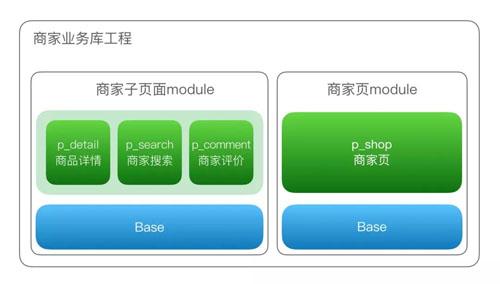 商家业务库工程
商家子页面module
p_detail
商品详情
p_search
商家搜索
p_comment
商家评价
Base
商家页module
p_shop
商家页
Base